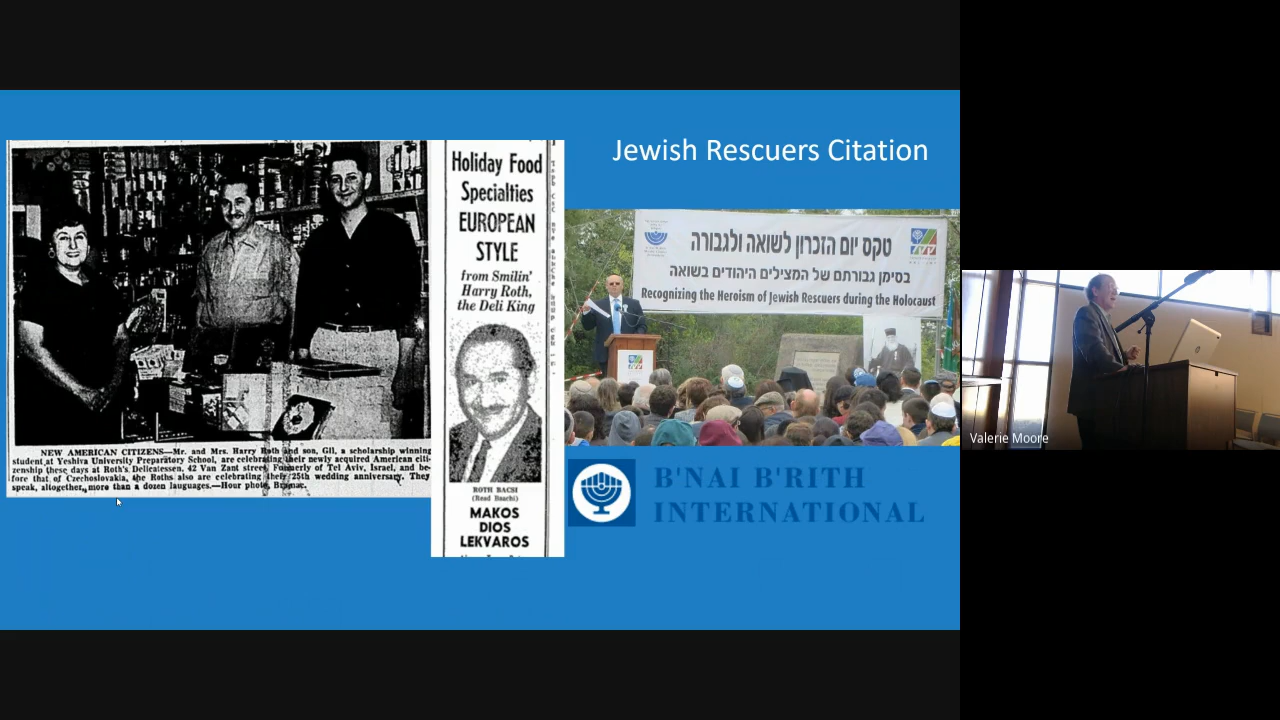 Jewish Rescuers Citation
NEW AMERICAN CITIZENS—Mr. and Mrs. Harry Roth and son, Gil, a scholarship winning
student at Yeshiva University Preparatory School, are celebrating their newly acquired American citi-
zenship these days at Roth's Delicatessen, 42 Van Zant street. Formerly of Tel Aviv, Israel, and be-
fore that of Czechoslovakia, the Roths also are celebrating their 25th wedding anniversary. They
speak, altogether, more than a dozen languages.—Hour photo,
Holiday Food
Specialties
EUROPEAN
STYLE
from Smilin'
Harry Roth,
the Deli King
ROTH BACSI
(Read Baachi)
MAKOS
DIOS
LEKVAROS
טקס יום הזכרון לשואה ולגבורה
בסימן גבורתם של המצילים היהודים בשואה
Recognizing the Heroism of Jewish Rescuers during the Holocaust
B'NAI B'RITH
INTERNATIONAL
Valerie Moore